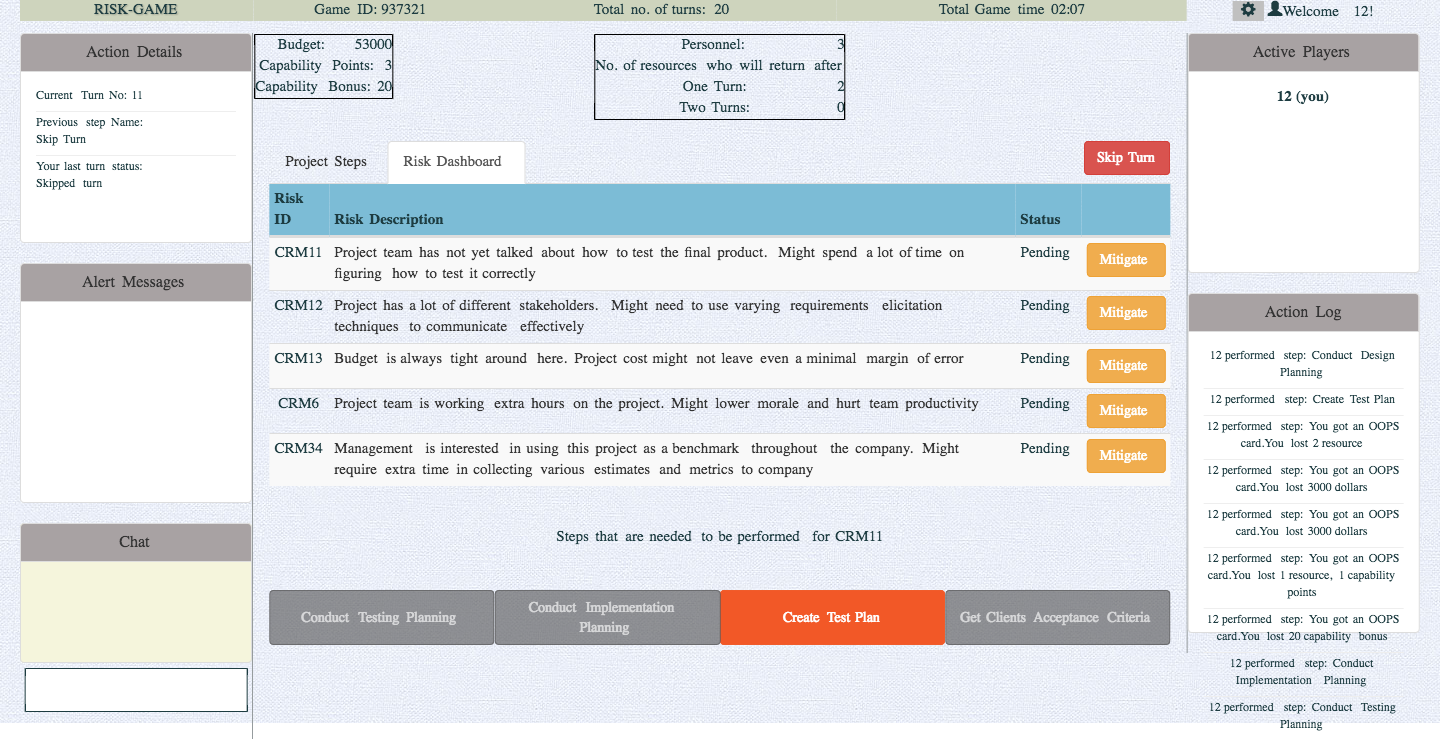 RISK-GAME
Game ID: 937321
Total no. of turns: 20
Total Game time 02:07
Welcome 12!
Action Details
Current Turn No: 11
Previous step Name:
Skip Turn
Your last turn status:
Skipped turn
Alert Messages
Chat
Budget: 53000
Capability Points: 3
Capability Bonus: 20
Personnel: 3
No. of resources who will return after
One Turn: 2
Two Turns: 0
Project Steps
Risk Dashboard
Skip Turn
Risk
ID Risk Description Status
CRM11 Project team has not yet talked about how to test the final product. Might spend a lot of time on Pending Mitigate
figuring how to test it correctly
CRM12 Project has a lot of different stakeholders. Might need to use varying requirements elicitation Pending Mitigate
techniques to communicate effectively
CRM13 Budget is always tight around here. Project cost might not leave even a minimal margin of error Pending Mitigate
CRM6 Project team is working extra hours on the project. Might lower morale and hurt team productivity Pending Mitigate
CRM34 Management is interested in using this project as a benchmark throughout the company. Might Pending Mitigate
require extra time in collecting various estimates and metrics to company
Steps that are needed to be performed for CRM11
Conduct Testing Planning
Conduct Implementation
Planning
Create Test Plan
Get Clients Acceptance Criteria
Active Players
12 (you)
Action Log
12 performed step: Conduct Design
Planning
12 performed step: Create Test Plan
12 performed step: You got an OOPS
card.You lost 2 resource
12 performed step: You got an OOPS
card.You lost 3000 dollars
12 performed step: You got an OOPS
card.You lost 3000 dollars
12 performed step: You got an OOPS
card.You lost 1 resource, 1 capability
points
12 performed step: You got an OOPS
card.You lost 20 capability bonus
12 performed step: Conduct
Implementation Planning
12 performed step: Conduct Testing
Planning